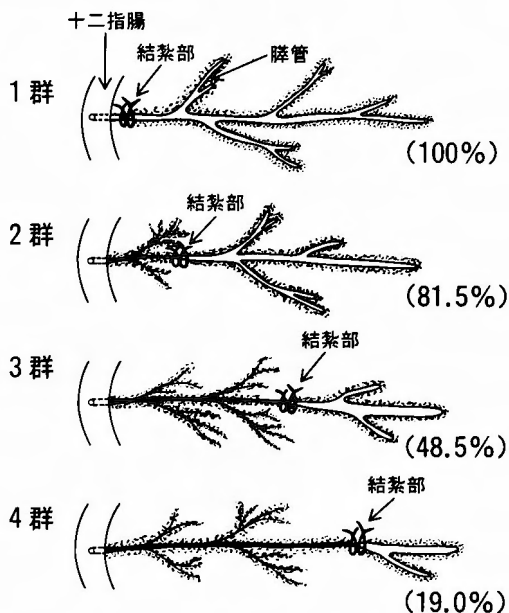 十二指腸
結紮部
膵管
1群
(100%)
結紮部
2群
(81.5%)
結紮部
3群
(48.5%)
結紮部
4群
(19.0%)